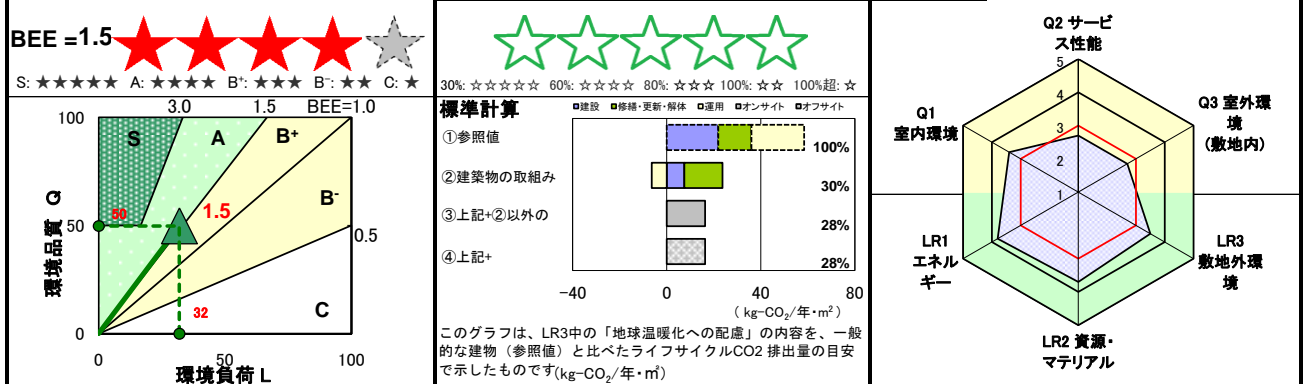 BEE = 1.5
S: ★★★★★ A: ★★★★ B⁺: ★★★ B⁻: ★★ C: ★
3.0 1.5 BEE=1.0
100
S A B⁺
B⁻
50
1.5
50
0.5
環境品質 Q
32
C
0
0 50 100
環境負荷 L
30%: ☆☆☆☆☆ 60%: ☆☆☆☆ 80%: ☆☆☆ 100%: ☆☆ 100%超: ☆
標準計算
■建設 ■修繕・更新・解体 □運用 ■オンサイト ■オフサイト
①参照値
100%
②建築物の取組み
30%
③上記+②以外の
28%
④上記+
28%
−40 0 40 80
( kg-CO₂/年・m² )
このグラフは、LR3中の「地球温暖化への配慮」の内容を、一般
的な建物（参照値）と比べたライフサイクルCO2 排出量の目安
で示したものです(kg-CO₂/年・㎡)
Q2 サービ
ス性能
5
4
3
2
1
Q1
室内環境
Q3 室外環
境
(敷地内)
LR1
エネル
ギー
LR3
敷地外環
境
LR2 資源・
マテリアル